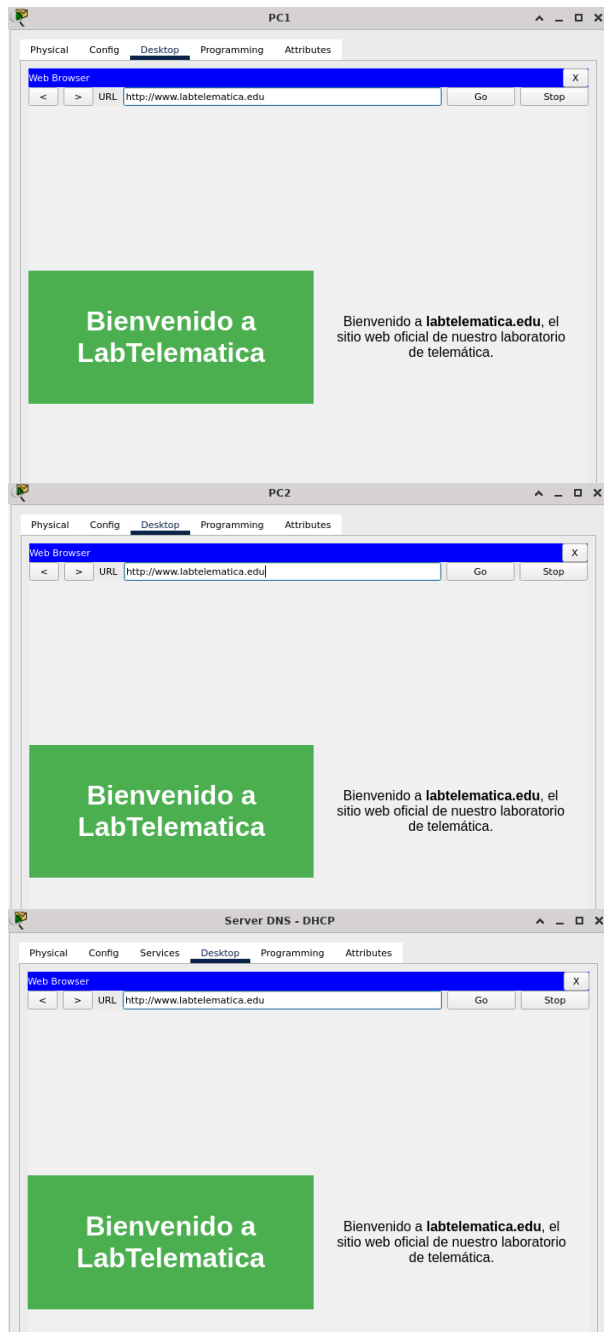 PC1
Physical Config Desktop Programming Attributes
Web Browser X
< > URL http://www.labtelematica.edu Go Stop
Bienvenido a
LabTelematica
Bienvenido a labtelematica.edu, el
sitio web oficial de nuestro laboratorio
de telemática.
PC2
Physical Config Desktop Programming Attributes
Web Browser X
< > URL http://www.labtelematica.edu Go Stop
Bienvenido a
LabTelematica
Bienvenido a labtelematica.edu, el
sitio web oficial de nuestro laboratorio
de telemática.
Server DNS - DHCP
Physical Config Services Desktop Programming Attributes
Web Browser X
< > URL http://www.labtelematica.edu Go Stop
Bienvenido a
LabTelematica
Bienvenido a labtelematica.edu, el
sitio web oficial de nuestro laboratorio
de telemática.